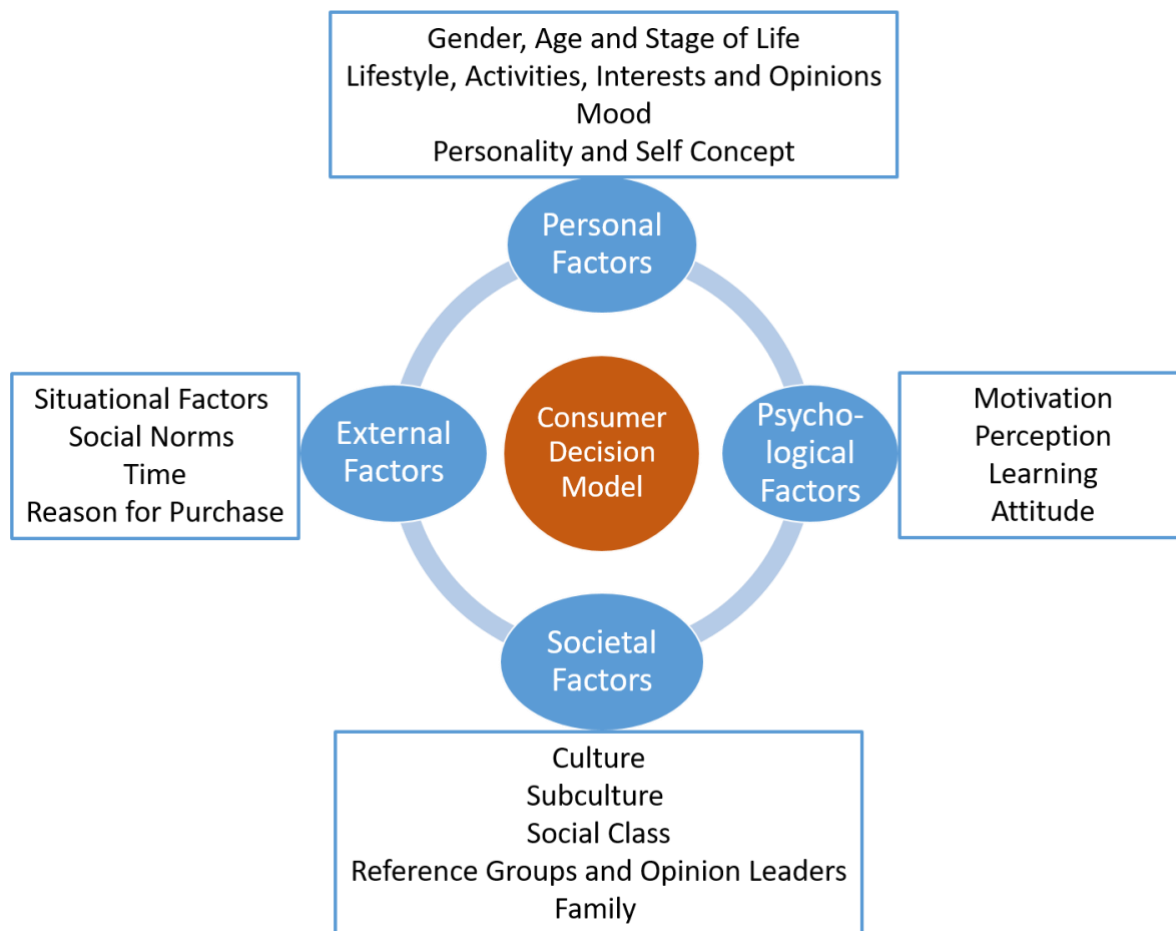 Gender, Age and Stage of Life
Lifestyle, Activities, Interests and Opinions
Mood
Personality and Self Concept
Personal
Factors
Situational Factors
Social Norms
Time
Reason for Purchase
External
Factors
Consumer
Decision
Model
Psycho-
logical
Factors
Motivation
Perception
Learning
Attitude
Societal
Factors
Culture
Subculture
Social Class
Reference Groups and Opinion Leaders
Family